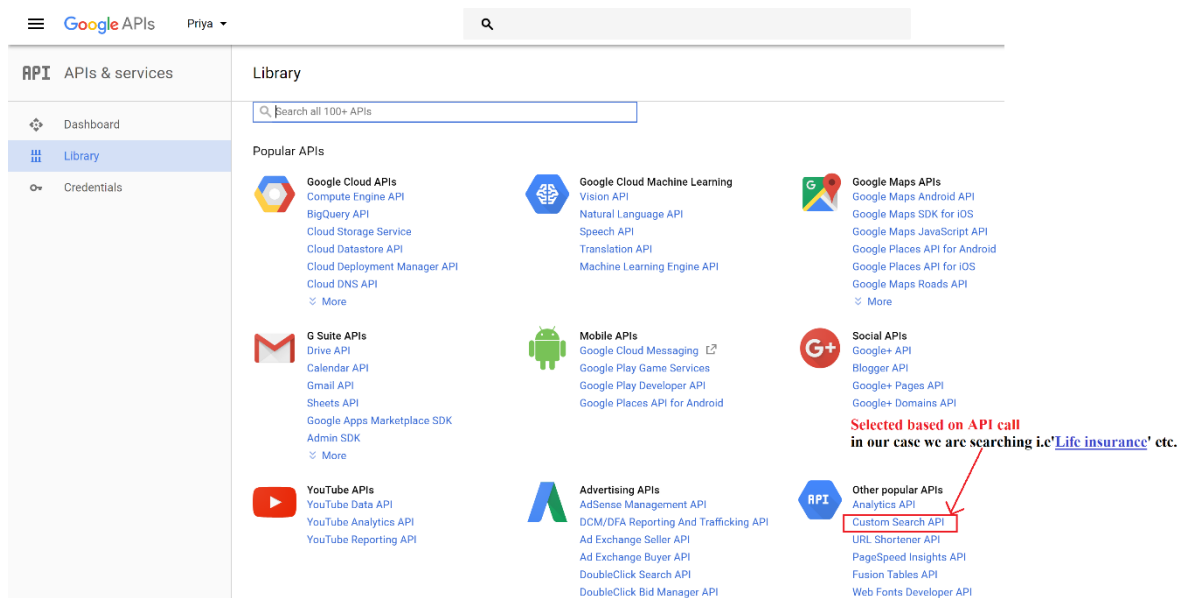 Google APIs Priya
API APIs & services Library
Search all 100+ APIs
Dashboard
Library
Credentials
Popular APIs
Google Cloud APIs
Compute Engine API
BigQuery API
Cloud Storage Service
Cloud Datastore API
Cloud Deployment Manager API
Cloud DNS API
More
Google Cloud Machine Learning
Vision API
Natural Language API
Speech API
Translation API
Machine Learning Engine API
Google Maps APIs
Google Maps Android API
Google Maps SDK for iOS
Google Maps JavaScript API
Google Places API for Android
Google Places API for iOS
Google Maps Roads API
More
G Suite APIs
Drive API
Calendar API
Gmail API
Sheets API
Google Apps Marketplace SDK
Admin SDK
More
Mobile APIs
Google Cloud Messaging
Google Play Game Services
Google Play Developer API
Google Places API for Android
G+
Social APIs
Google+ API
Blogger API
Google+ Pages API
Google+ Domains API
Selected based on API call
in our case we are searching i.e'Life insurance' etc.
YouTube APIs
YouTube Data API
YouTube Analytics API
YouTube Reporting API
Advertising APIs
AdSense Management API
DCM/DFA Reporting And Trafficking API
Ad Exchange Seller API
Ad Exchange Buyer API
DoubleClick Search API
DoubleClick Bid Manager API
API
Other popular APIs
Analytics API
Custom Search API
URL Shortener API
PageSpeed Insights API
Fusion Tables API
Web Fonts Developer API